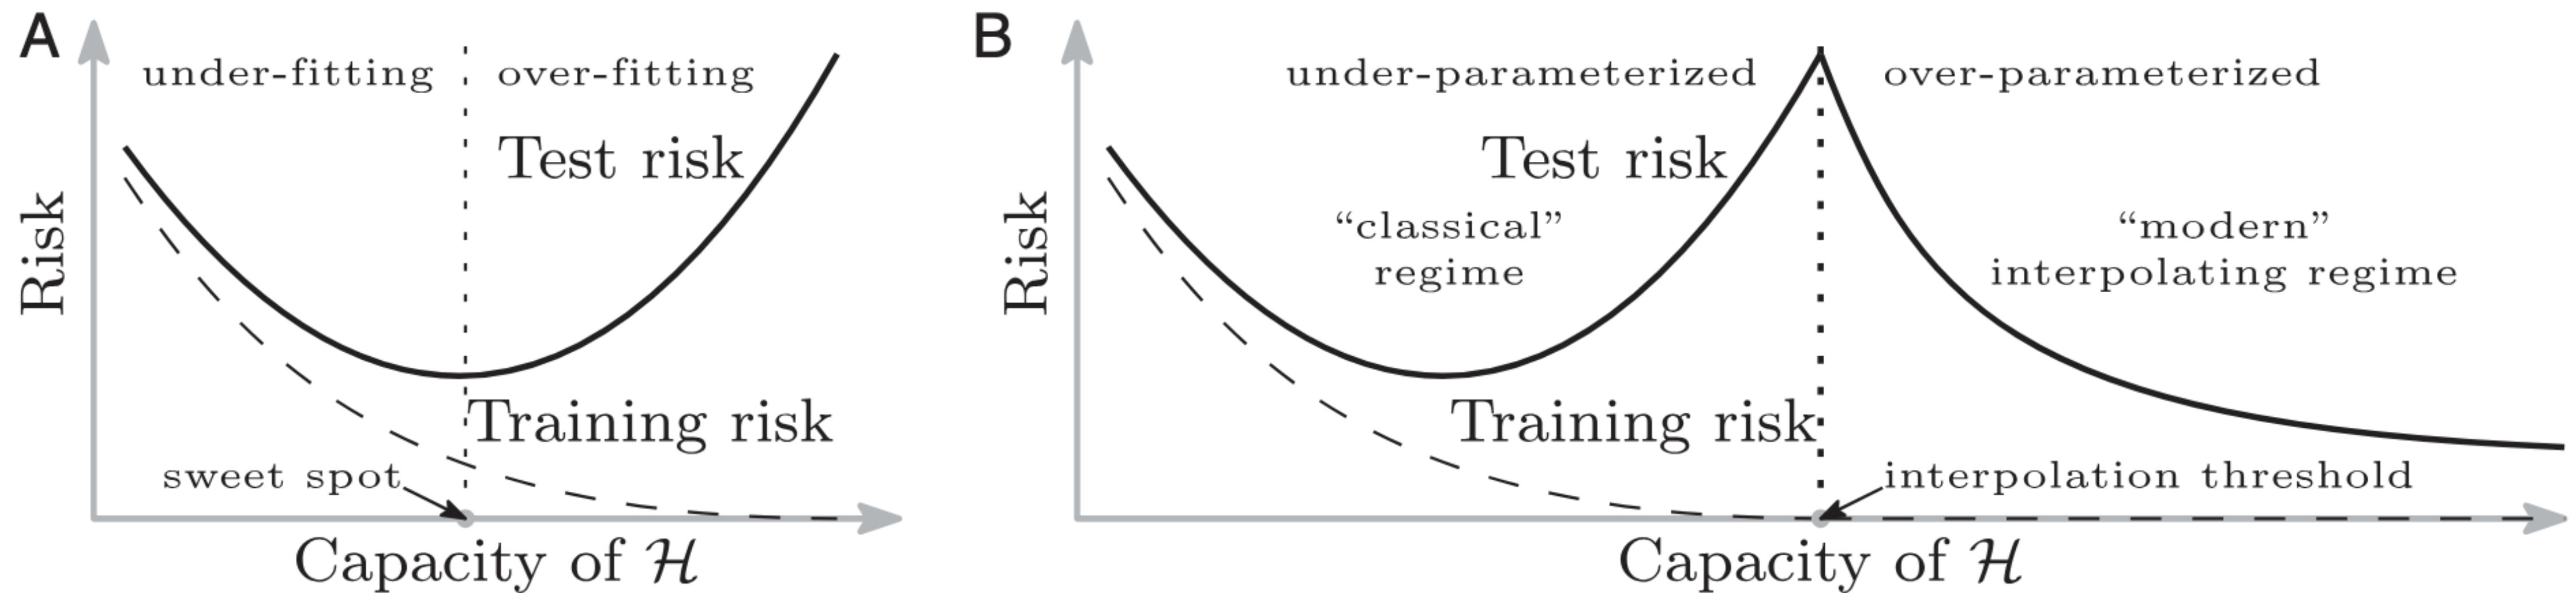 A
under-fitting
over-fitting
Test risk
Risk
Training risk
sweet spot
Capacity of ℋ
B
under-parameterized
over-parameterized
Test risk
“classical”
regime
“modern”
interpolating regime
Risk
Training risk
interpolation threshold
Capacity of ℋ